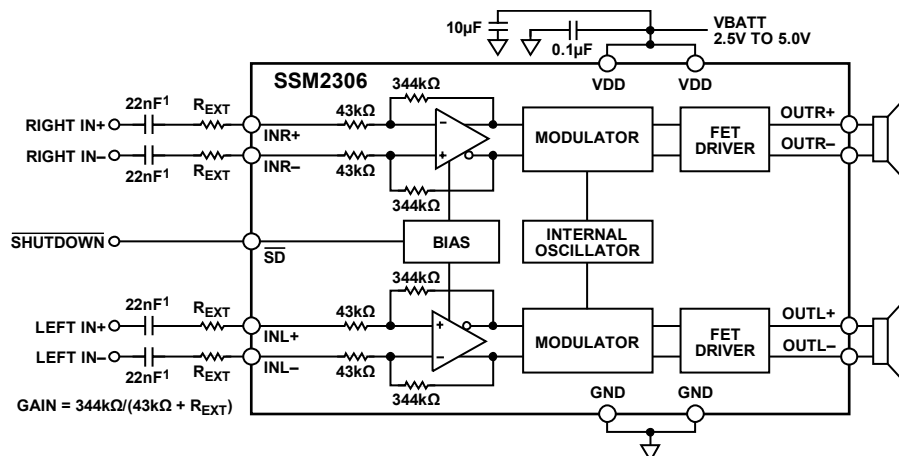 10µF
0.1µF
VBATT
2.5V TO 5.0V
SSM2306
VDD
VDD
22nF1
REXT
344kΩ
43kΩ
RIGHT IN+
INR+
MODULATOR
FET
DRIVER
OUTR+
RIGHT IN–
INR–
OUTR–
22nF1
REXT
43kΩ
344kΩ
SHUTDOWN
SD
BIAS
INTERNAL
OSCILLATOR
22nF1
REXT
344kΩ
43kΩ
LEFT IN+
INL+
MODULATOR
FET
DRIVER
OUTL+
LEFT IN–
INL–
OUTL–
22nF1
REXT
43kΩ
344kΩ
GND
GND
GAIN = 344kΩ/(43kΩ + REXT)